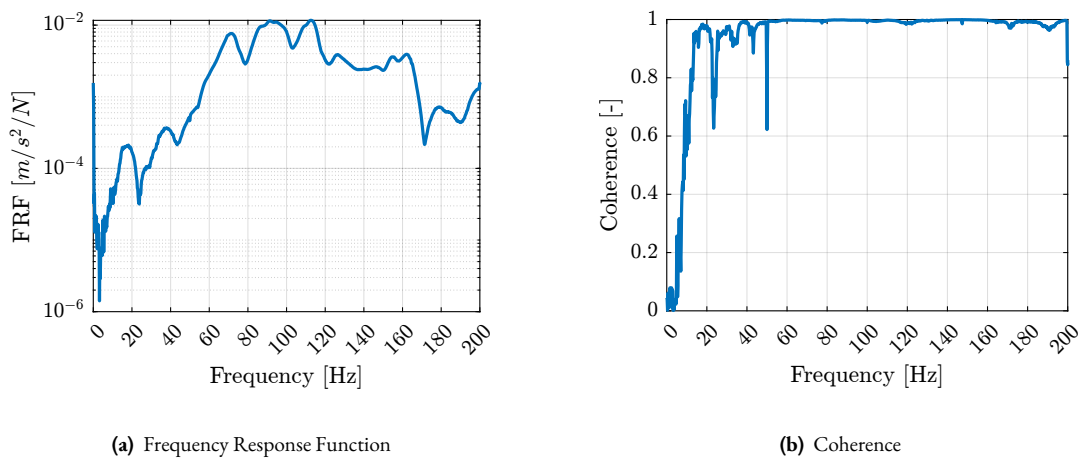 10⁻²
10⁻⁴
10⁻⁶
FRF [m/s²/N]
0 20 40 60 80 100 120 140 160 180 200
Frequency [Hz]
(a) Frequency Response Function
1
0.8
0.6
0.4
0.2
0
Coherence [-]
0 20 40 60 80 100 120 140 160 180 200
Frequency [Hz]
(b) Coherence